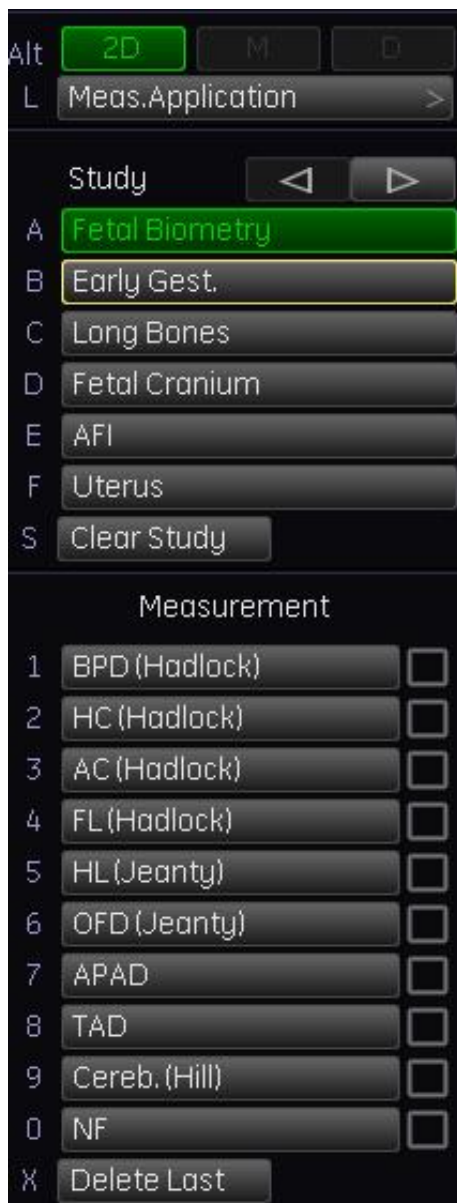 Alt 2D M D
L Meas.Application >
Study
A Fetal Biometry
B Early Gest.
C Long Bones
D Fetal Cranium
E AFI
F Uterus
S Clear Study
Measurement
1 BPD (Hadlock)
2 HC (Hadlock)
3 AC (Hadlock)
4 FL (Hadlock)
5 HL (Jeanty)
6 OFD (Jeanty)
7 APAD
8 TAD
9 Cereb. (Hill)
0 NF
X Delete Last